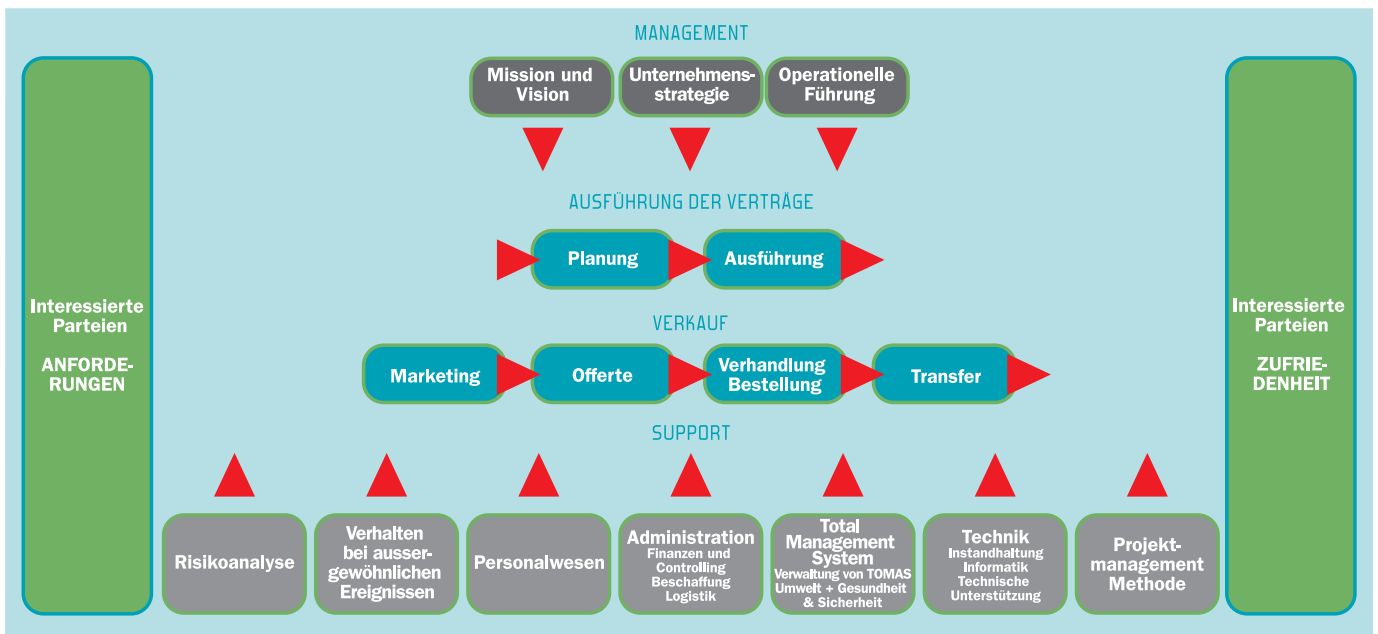 MANAGEMENT
Mission und
Vision
Unternehmens-
strategie
Operationelle
Führung
AUSFÜHRUNG DER VERTRÄGE
Planung
Ausführung
Interessierte
Parteien
ANFORDE-
RUNGEN
VERKAUF
Marketing
Offerte
Verhandlung
Bestellung
Transfer
Interessierte
Parteien
ZUFRIE-
DENHEIT
SUPPORT
Risikoanalyse
Verhalten
bei ausser-
gewöhnlichen
Ereignissen
Personalwesen
Administration
Finanzen und
Controlling
Beschaffung
Logistik
Total
Management
System
Verwaltung von TOMAS
Umwelt + Gesundheit
& Sicherheit
Technik
Instandhaltung
Informatik
Technische
Unterstützung
Projekt-
management
Methode